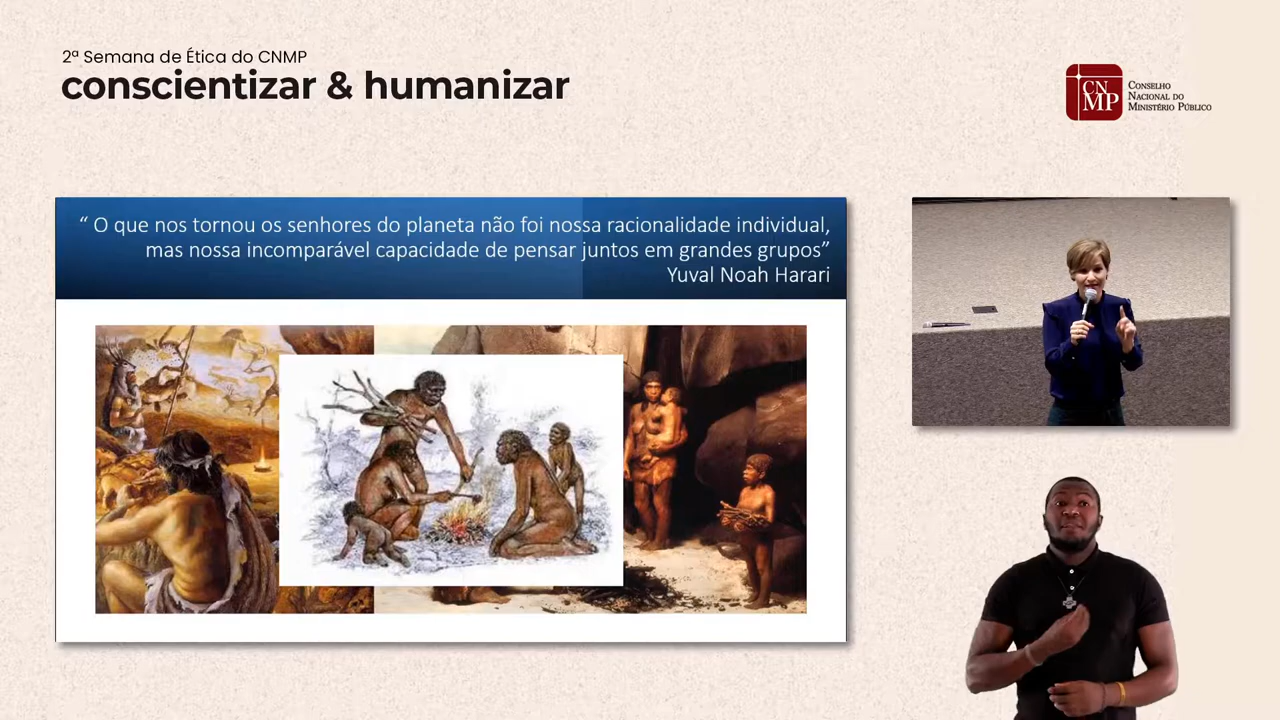 2ª Semana de Ética do CNMP
conscientizar & humanizar
CN
MP
CONSELHO
NACIONAL DO
MINISTÉRIO PÚBLICO
“ O que nos tornou os senhores do planeta não foi nossa racionalidade individual,
mas nossa incomparável capacidade de pensar juntos em grandes grupos”
Yuval Noah Harari